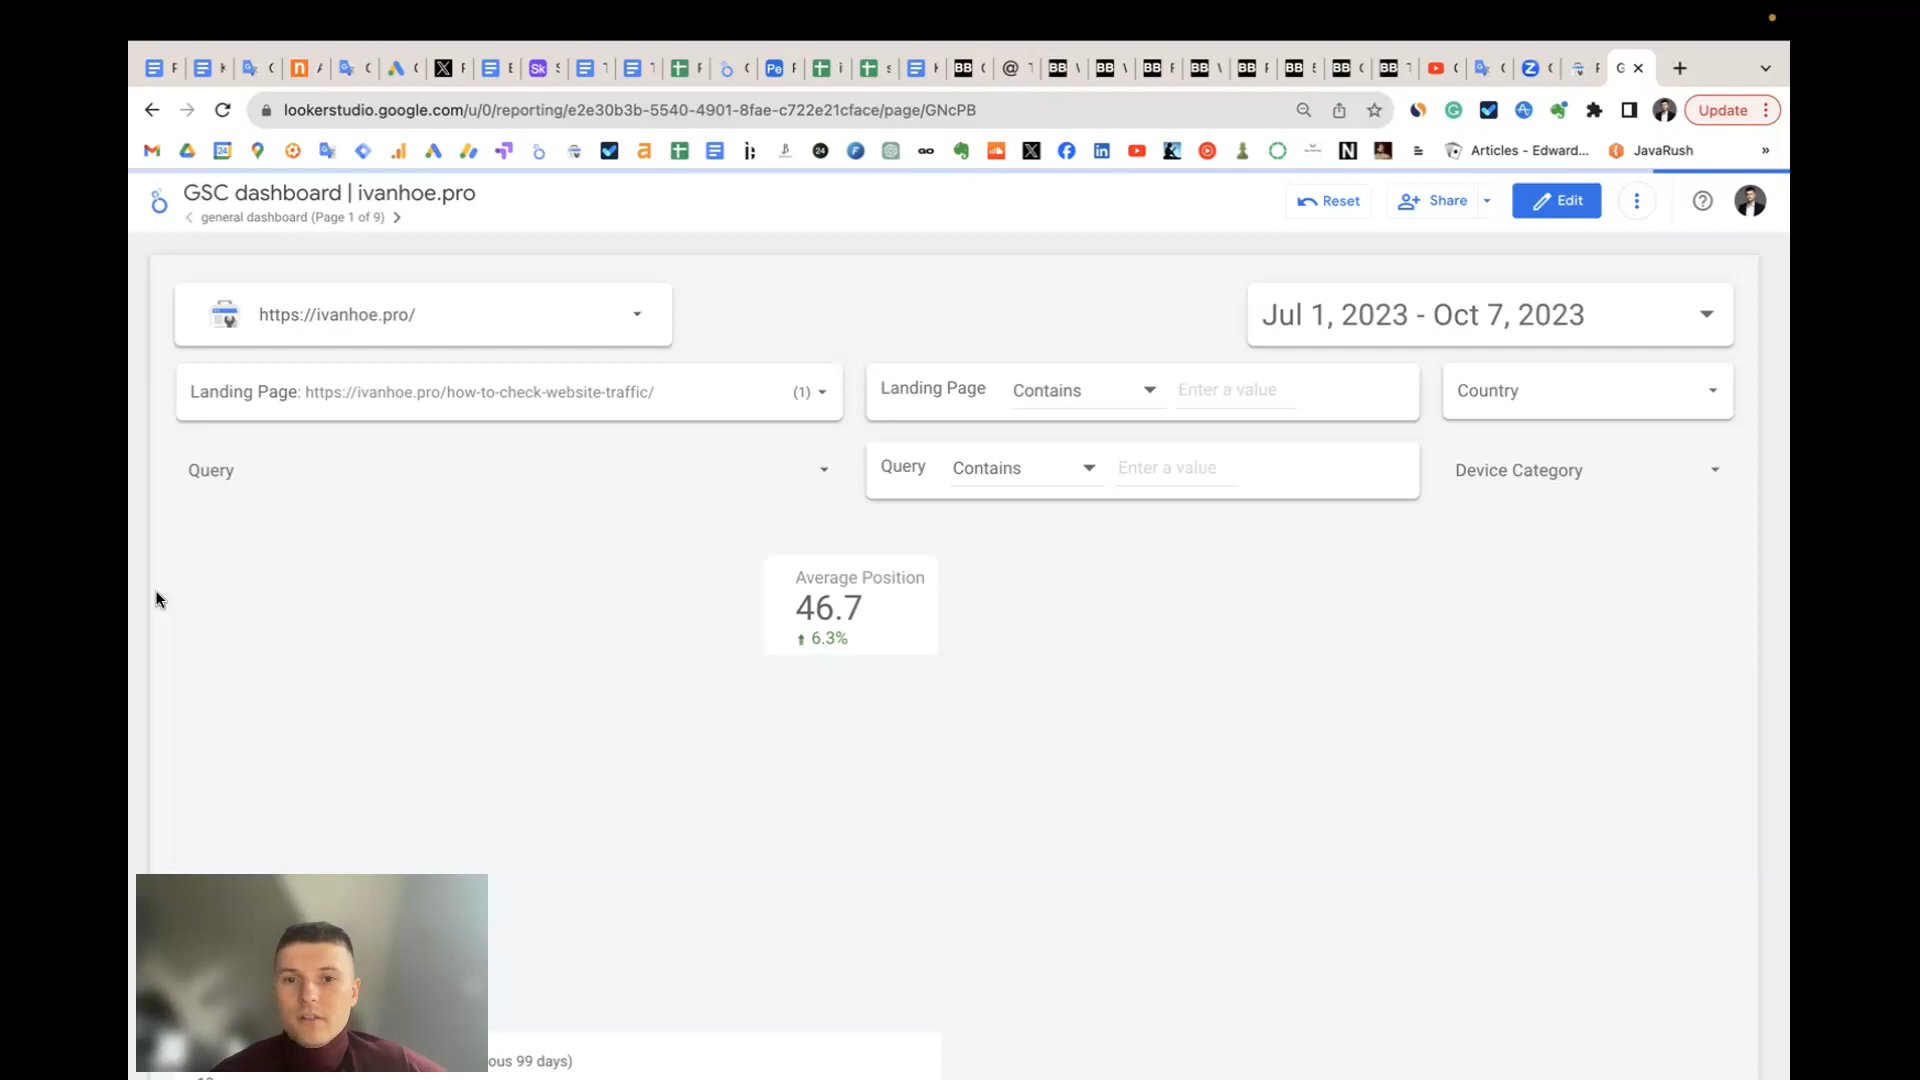 lookerstudio.google.com/u/0/reporting/e2e30b3b-5540-4901-8fae-c722e21cface/page/GNcPB
Update
Articles - Edward...
JavaRush
GSC dashboard | ivanhoe.pro
general dashboard (Page 1 of 9)
Reset
Share
Edit
https://ivanhoe.pro/
Jul 1, 2023 - Oct 7, 2023
Landing Page: https://ivanhoe.pro/how-to-check-website-traffic/ (1)
Landing Page Contains Enter a value
Country
Query
Query Contains Enter a value
Device Category
Average Position
46.7
6.3%
ous 99 days)